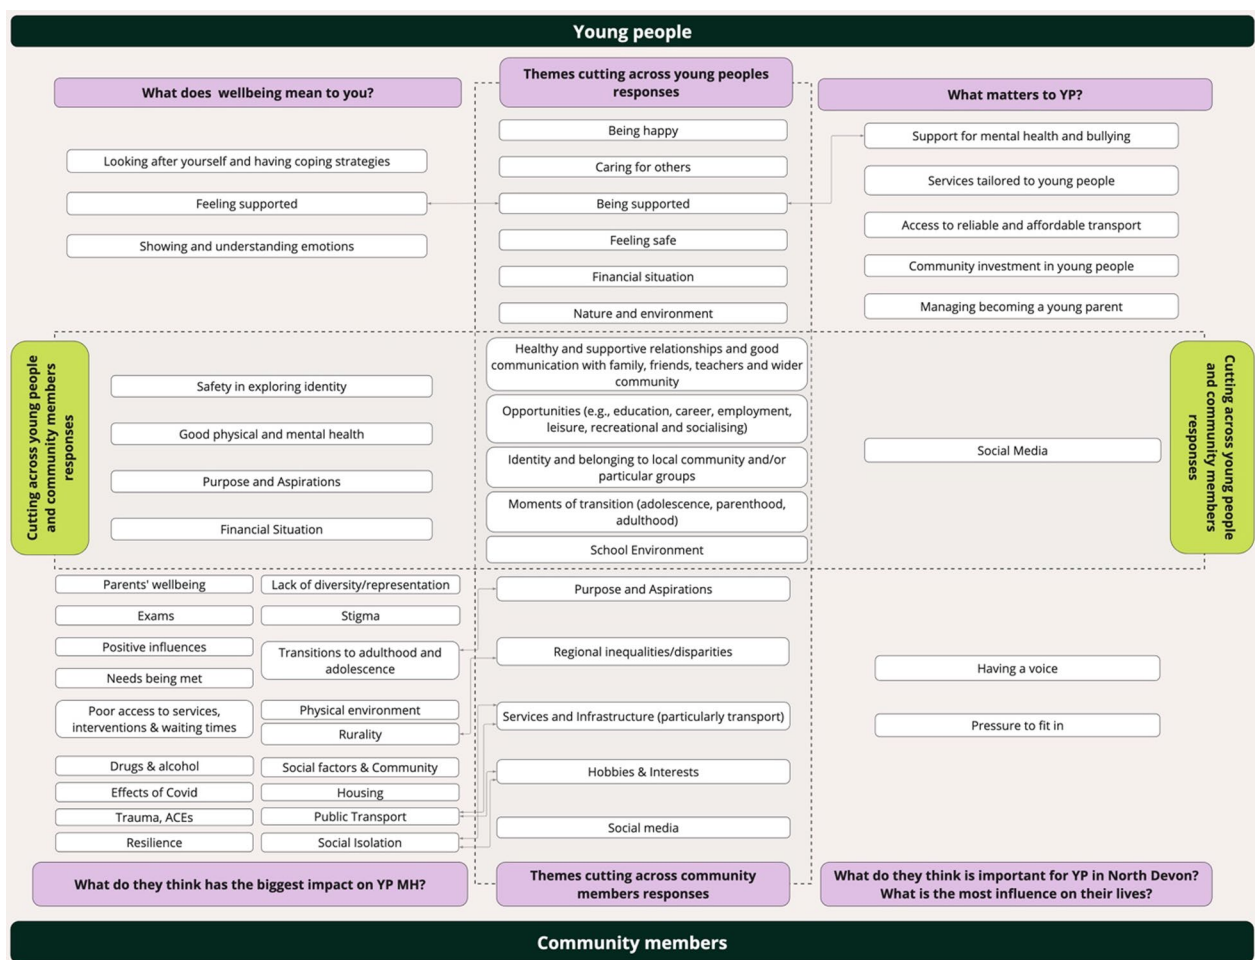 Young people
What does wellbeing mean to you?
Themes cutting across young peoples
responses
What matters to YP?
Looking after yourself and having coping strategies
Feeling supported
Showing and understanding emotions
Being happy
Caring for others
Being supported
Feeling safe
Financial situation
Nature and environment
Support for mental health and bullying
Services tailored to young people
Access to reliable and affordable transport
Community investment in young people
Managing becoming a young parent
Cutting across young people
and community members
responses
Safety in exploring identity
Good physical and mental health
Purpose and Aspirations
Financial Situation
Healthy and supportive relationships and good
communication with family, friends, teachers and wider
community
Opportunities (e.g., education, career, employment,
leisure, recreational and socialising)
Identity and belonging to local community and/or
particular groups
Moments of transition (adolescence, parenthood,
adulthood)
School Environment
Social Media
Cutting across young people
and community members
responses
Parents' wellbeing
Exams
Positive influences
Needs being met
Poor access to services,
interventions & waiting times
Drugs & alcohol
Effects of Covid
Trauma, ACEs
Resilience
Lack of diversity/representation
Stigma
Transitions to adulthood and
adolescence
Physical environment
Rurality
Social factors & Community
Housing
Public Transport
Social Isolation
Purpose and Aspirations
Regional inequalities/disparities
Services and Infrastructure (particularly transport)
Hobbies & Interests
Social media
Having a voice
Pressure to fit in
What do they think has the biggest impact on YP MH?
Themes cutting across community
members responses
What do they think is important for YP in North Devon?
What is the most influence on their lives?
Community members